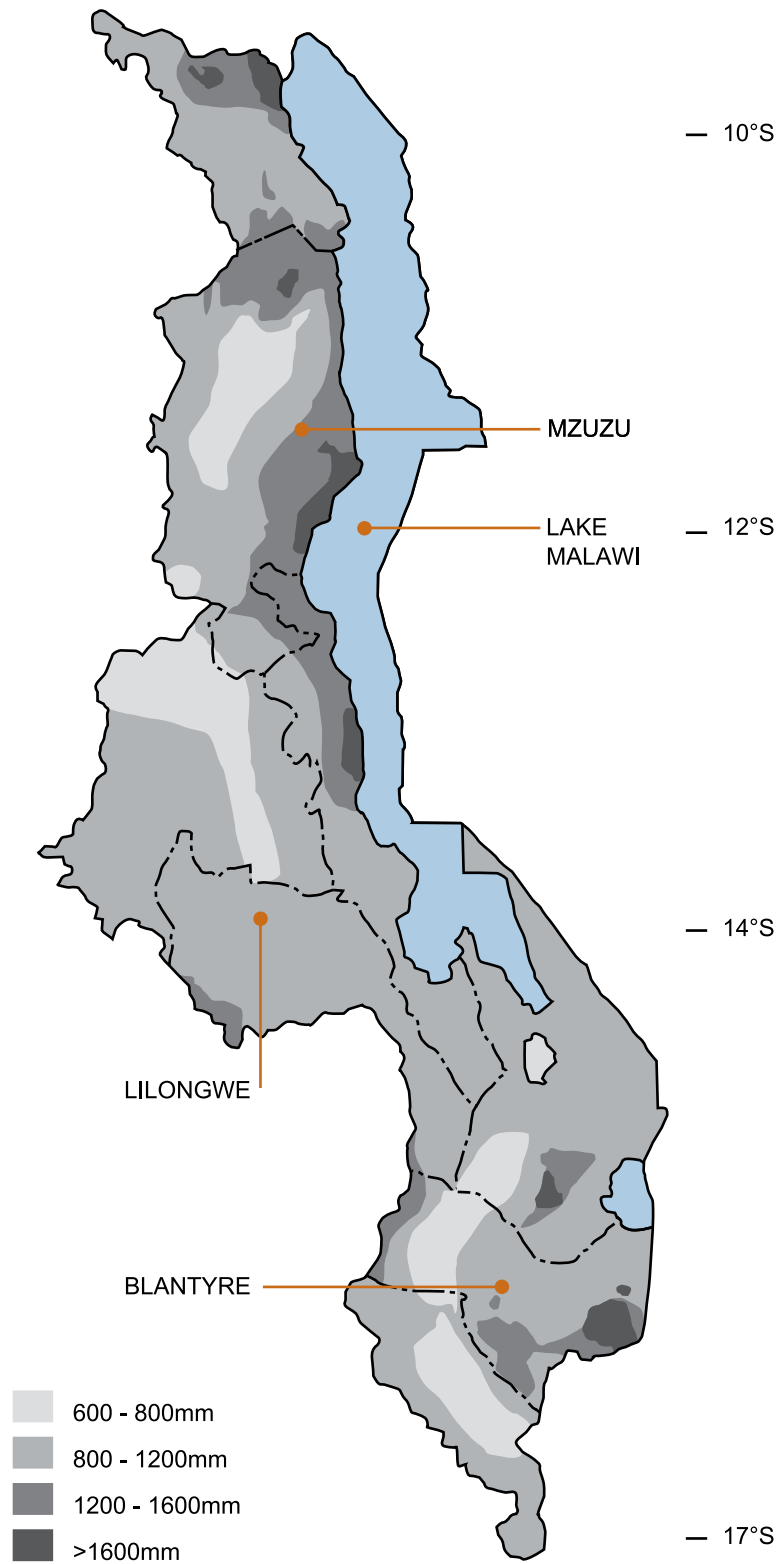 10°S
MZUZU
LAKE
MALAWI
12°S
14°S
LILONGWE
BLANTYRE
600 - 800mm
800 - 1200mm
1200 - 1600mm
>1600mm
17°S